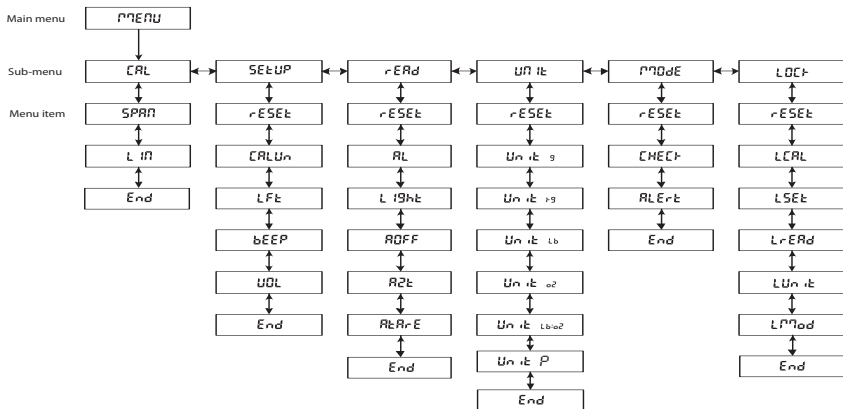 Main menu MENU
Sub-menu CAL SEtUP rEAd UNIt MOdE LOCk
Menu item SPAN rESEt rESEt rESEt rESEt rESEt
LIN CALUn AL Unit g CHECk LCAL
End LFt LIght Unit kg ALErt LSEt
bEEP AOFF Unit Lb End LrEAd
VOL AZt Unit oZ LUnit
End AtArE Unit Lb:oZ LMod
End Unit P End
End